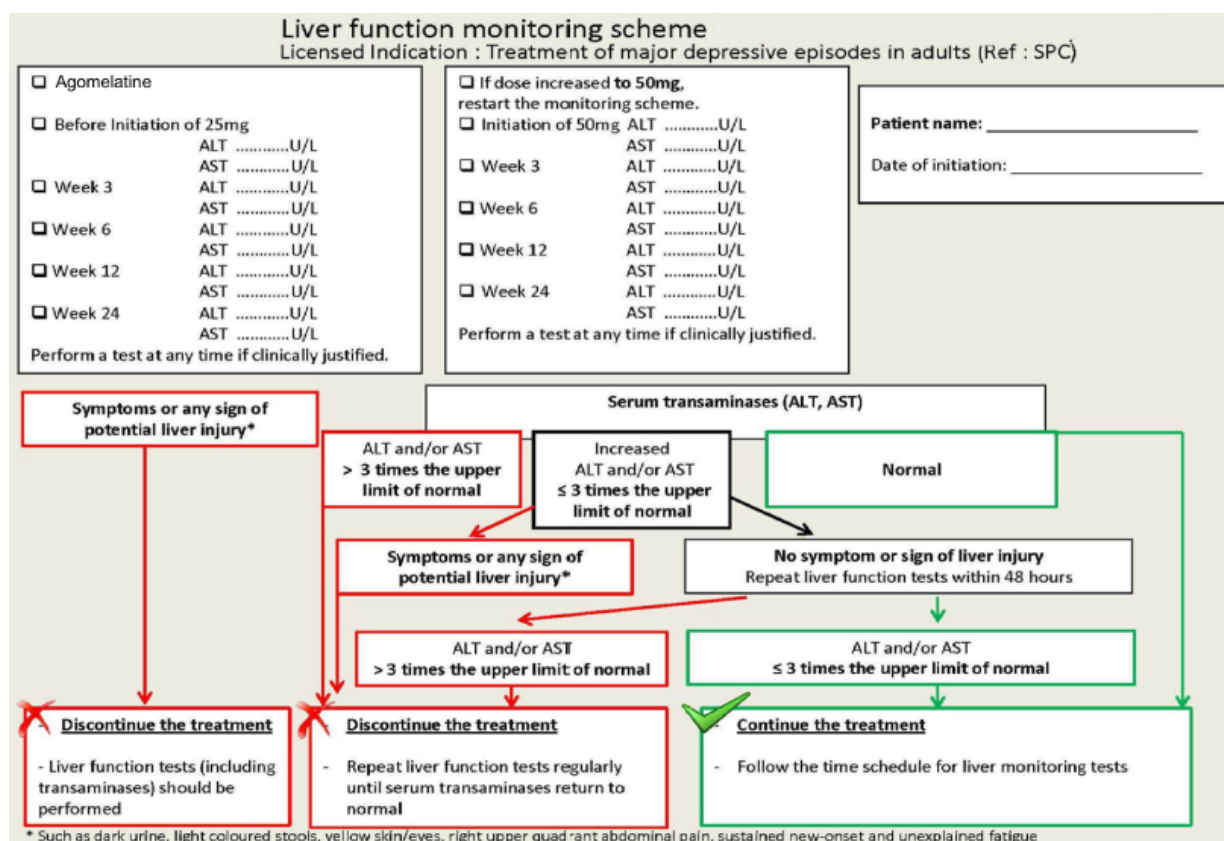 Liver function monitoring scheme
Licensed Indication : Treatment of major depressive episodes in adults (Ref : SPC)
❑ Agomelatine
❑ Before Initiation of 25mg
ALT ............U/L
AST ............U/L
❑ Week 3 ALT ............U/L
AST ............U/L
❑ Week 6 ALT ............U/L
AST ............U/L
❑ Week 12 ALT ............U/L
AST ............U/L
❑ Week 24 ALT ............U/L
AST ............U/L
Perform a test at any time if clinically justified.
❑ If dose increased to 50mg,
restart the monitoring scheme.
❑ Initiation of 50mg ALT ............U/L
AST ............U/L
❑ Week 3 ALT ............U/L
AST ............U/L
❑ Week 6 ALT ............U/L
AST ............U/L
❑ Week 12 ALT ............U/L
AST ............U/L
❑ Week 24 ALT ............U/L
AST ............U/L
Perform a test at any time if clinically justified.
Patient name: ____________________
Date of initiation: ____________________
Symptoms or any sign of
potential liver injury*
Serum transaminases (ALT, AST)
ALT and/or AST
> 3 times the upper
limit of normal
Increased
ALT and/or AST
≤ 3 times the upper
limit of normal
Normal
Symptoms or any sign of
potential liver injury*
No symptom or sign of liver injury
Repeat liver function tests within 48 hours
ALT and/or AST
> 3 times the upper limit of normal
ALT and/or AST
≤ 3 times the upper limit of normal
- Discontinue the treatment
- Liver function tests (including
transaminases) should be
performed
- Discontinue the treatment
- Repeat liver function tests regularly
until serum transaminases return to
normal
- Continue the treatment
- Follow the time schedule for liver monitoring tests
* Such as dark urine, light coloured stools, yellow skin/eyes, right upper quadrant abdominal pain, sustained new-onset and unexplained fatigue